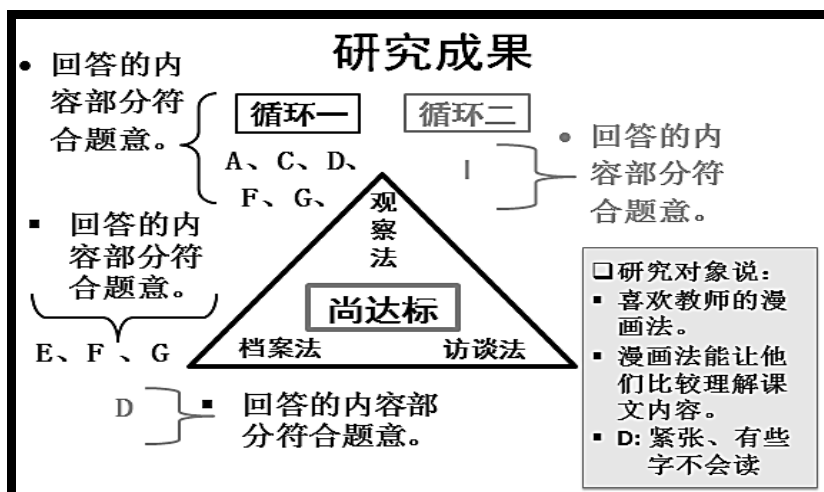 研究成果
• 回答的内
容部分符
合题意。
循环一
A、C、D、
F、G、
循环二
I
• 回答的内
容部分符
合题意。
▪ 回答的内
容部分符
合题意。
E、F、G
观
察
法
尚达标
档案法
访谈法
D
▪ 回答的内容部
分符合题意。
❑研究对象说：
▪ 喜欢教师的漫
画法。
▪ 漫画法能让他
们比较理解课
文内容。
▪ D: 紧张、有些
字不会读